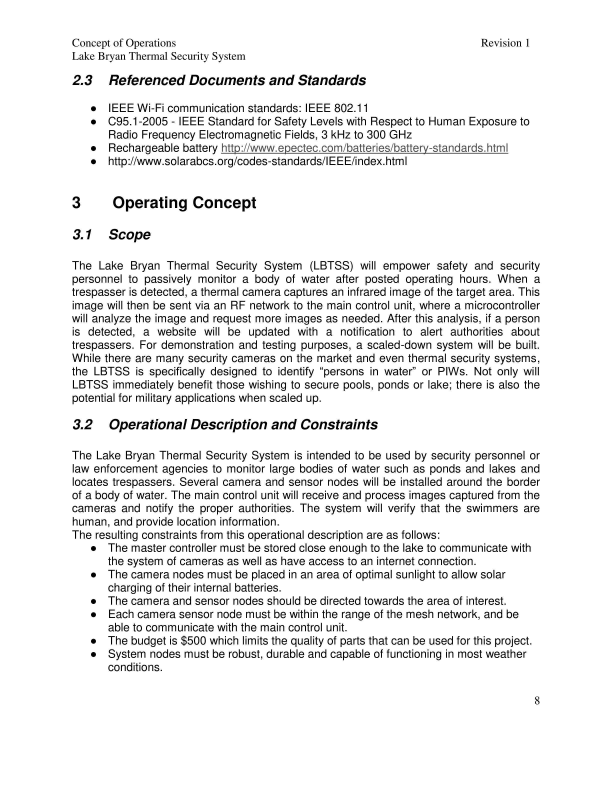 Concept of Operations Revision 1
Lake Bryan Thermal Security System
2.3 Referenced Documents and Standards
● IEEE Wi-Fi communication standards: IEEE 802.11
● C95.1-2005 - IEEE Standard for Safety Levels with Respect to Human Exposure to
Radio Frequency Electromagnetic Fields, 3 kHz to 300 GHz
● Rechargeable battery http://www.epectec.com/batteries/battery-standards.html
● http://www.solarabcs.org/codes-standards/IEEE/index.html
3 Operating Concept
3.1 Scope
The Lake Bryan Thermal Security System (LBTSS) will empower safety and security
personnel to passively monitor a body of water after posted operating hours. When a
trespasser is detected, a thermal camera captures an infrared image of the target area. This
image will then be sent via an RF network to the main control unit, where a microcontroller
will analyze the image and request more images as needed. After this analysis, if a person
is detected, a website will be updated with a notification to alert authorities about
trespassers. For demonstration and testing purposes, a scaled-down system will be built.
While there are many security cameras on the market and even thermal security systems,
the LBTSS is specifically designed to identify “persons in water” or PIWs. Not only will
LBTSS immediately benefit those wishing to secure pools, ponds or lake; there is also the
potential for military applications when scaled up.
3.2 Operational Description and Constraints
The Lake Bryan Thermal Security System is intended to be used by security personnel or
law enforcement agencies to monitor large bodies of water such as ponds and lakes and
locates trespassers. Several camera and sensor nodes will be installed around the border
of a body of water. The main control unit will receive and process images captured from the
cameras and notify the proper authorities. The system will verify that the swimmers are
human, and provide location information.
The resulting constraints from this operational description are as follows:
● The master controller must be stored close enough to the lake to communicate with
the system of cameras as well as have access to an internet connection.
● The camera nodes must be placed in an area of optimal sunlight to allow solar
charging of their internal batteries.
● The camera and sensor nodes should be directed towards the area of interest.
● Each camera sensor node must be within the range of the mesh network, and be
able to communicate with the main control unit.
● The budget is $500 which limits the quality of parts that can be used for this project.
● System nodes must be robust, durable and capable of functioning in most weather
conditions.
8